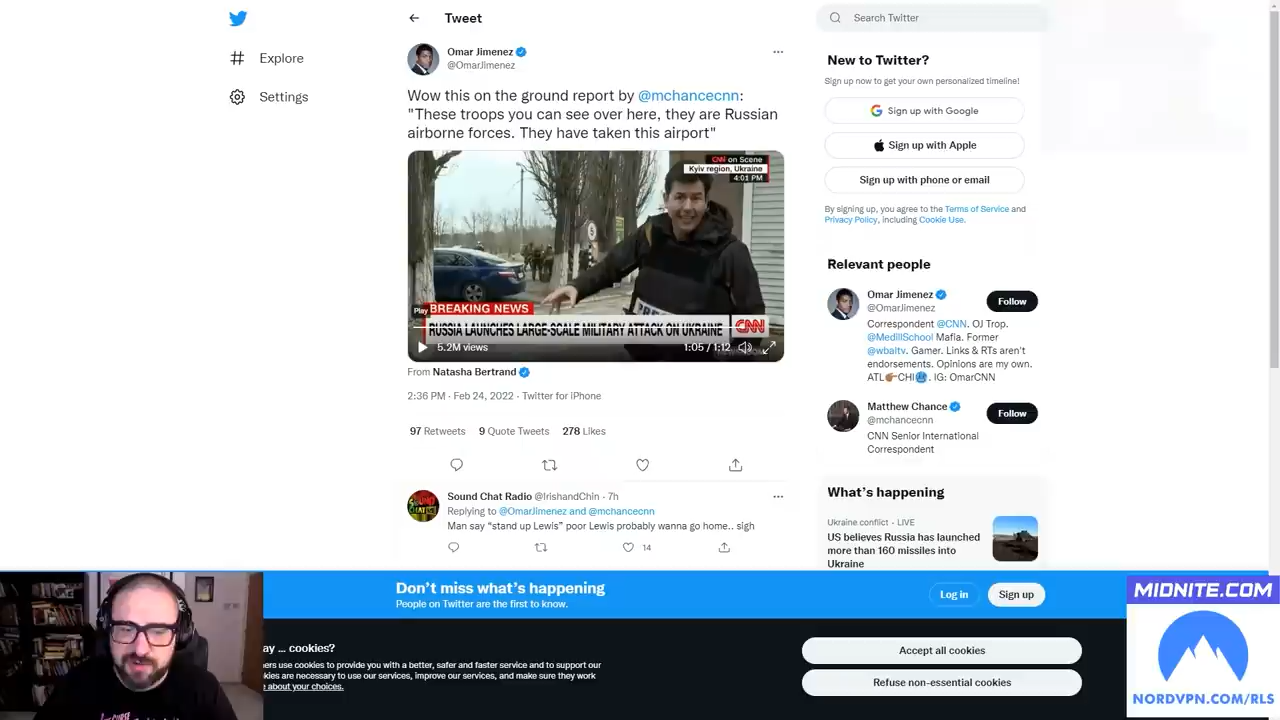 Tweet
Search Twitter
Explore
Settings
Omar Jimenez
@OmarJimenez
Wow this on the ground report by @mchancecnn:
"These troops you can see over here, they are Russian
airborne forces. They have taken this airport"
CNN on Scene
Kyiv region, Ukraine
4:01 PM
Play
BREAKING NEWS
RUSSIA LAUNCHES LARGE-SCALE MILITARY ATTACK ON UKRAINE
CNN
5.2M views
1:05 / 1:12
From Natasha Bertrand
2:36 PM · Feb 24, 2022 · Twitter for iPhone
97 Retweets 9 Quote Tweets 278 Likes
Sound Chat Radio @IrishandChin · 7h
Replying to @OmarJimenez and @mchancecnn
Man say “stand up Lewis” poor Lewis probably wanna go home.. sigh
14
New to Twitter?
Sign up now to get your own personalized timeline!
Sign up with Google
Sign up with Apple
Sign up with phone or email
By signing up, you agree to the Terms of Service and
Privacy Policy, including Cookie Use.
Relevant people
Omar Jimenez
@OmarJimenez
Follow
Correspondent @CNN. OJ Trop.
@MedillSchool Mafia. Former
@wbaltv. Gamer. Links & RTs aren't
endorsements. Opinions are my own.
ATL👉🏾CHI🥶. IG: OmarCNN
Matthew Chance
@mchancecnn
Follow
CNN Senior International
Correspondent
What’s happening
Ukraine conflict · LIVE
US believes Russia has launched
more than 160 missiles into
Ukraine
Don’t miss what’s happening
People on Twitter are the first to know.
Log in
Sign up
ay ... cookies?
ers use cookies to provide you with a better, safer and faster service and to support our
kies are necessary to use our services, improve our services, and make sure they work
e about your choices.
Accept all cookies
Refuse non-essential cookies
MIDNITE.COM
NORDVPN.COM/RLS